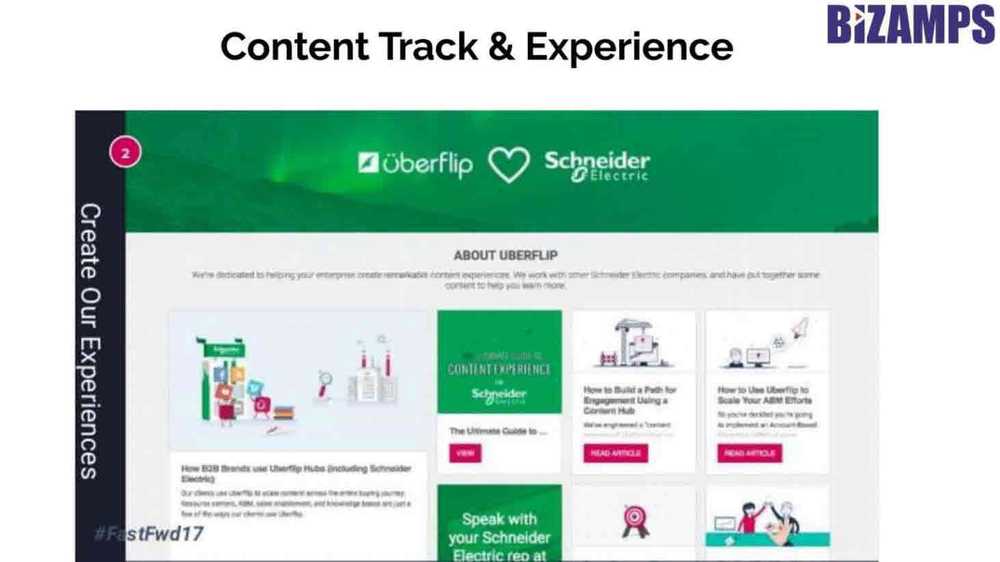 Content Track & Experience
BiZAMPS
2
Create Our Experiences
überflip
Schneider
Electric
ABOUT UBERFLIP
We're dedicated to helping your enterprise create remarkable content experiences. We work with other Schneider Electric companies, and have put together some
content to help you learn more.
Schneider
How B2B Brands use Uberflip Hubs (including Schneider
Electric)
Our clients use Uberflip to scale content across the entire buying journey.
Resource centers, ABM, sales enablement, and knowledge bases are just a
few of the ways our clients use Uberflip.
ULTIMATE GUIDE TO
CONTENT EXPERIENCE
FOR
Schneider
Electric
The Ultimate Guide to ...
VIEW
How to Build a Path for
Engagement Using a
Content Hub
We've engineered a "content
READ ARTICLE
How to Use Uberflip to
Scale Your ABM Efforts
So you've decided you're going
to implement an Account-Based
READ ARTICLE
Speak with
your Schneider
Electric rep at
#FastFwd17